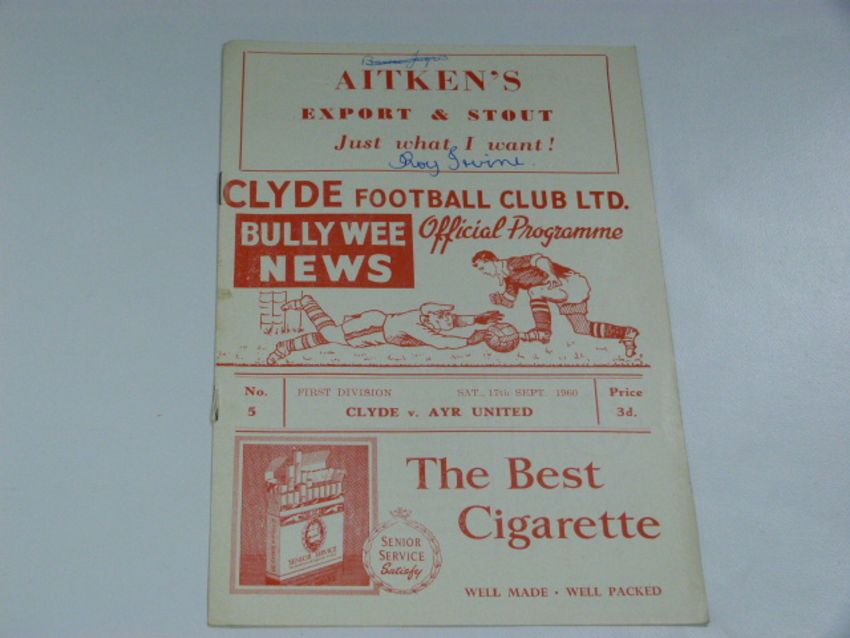 AITKEN'S
EXPORT & STOUT
Just what I want!
Roy Irvine.
CLYDE FOOTBALL CLUB LTD.
BULLY WEE
NEWS
Official Programme
No.
5
FIRST DIVISION SAT., 17th SEPT. 1960
CLYDE v. AYR UNITED
Price
3d.
The Best
Cigarette
SENIOR SERVICE
SENIOR
SERVICE
Satisfy
WELL MADE · WELL PACKED